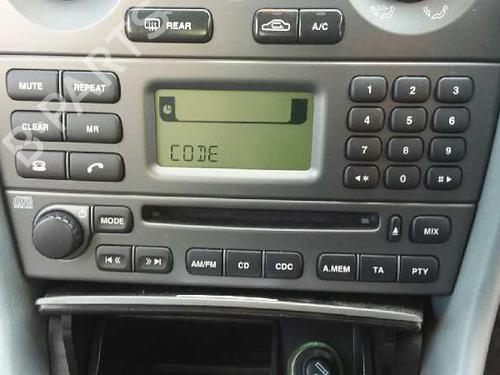 REAR
A/C
MUTE
REPEAT
1
2
3
CLEAR
MR
4
5
6
CODE
7
8
9
◄*
0
#►
MODE
MIX
AM/FM
CD
CDC
A.MEM
TA
PTY
B-PARTS